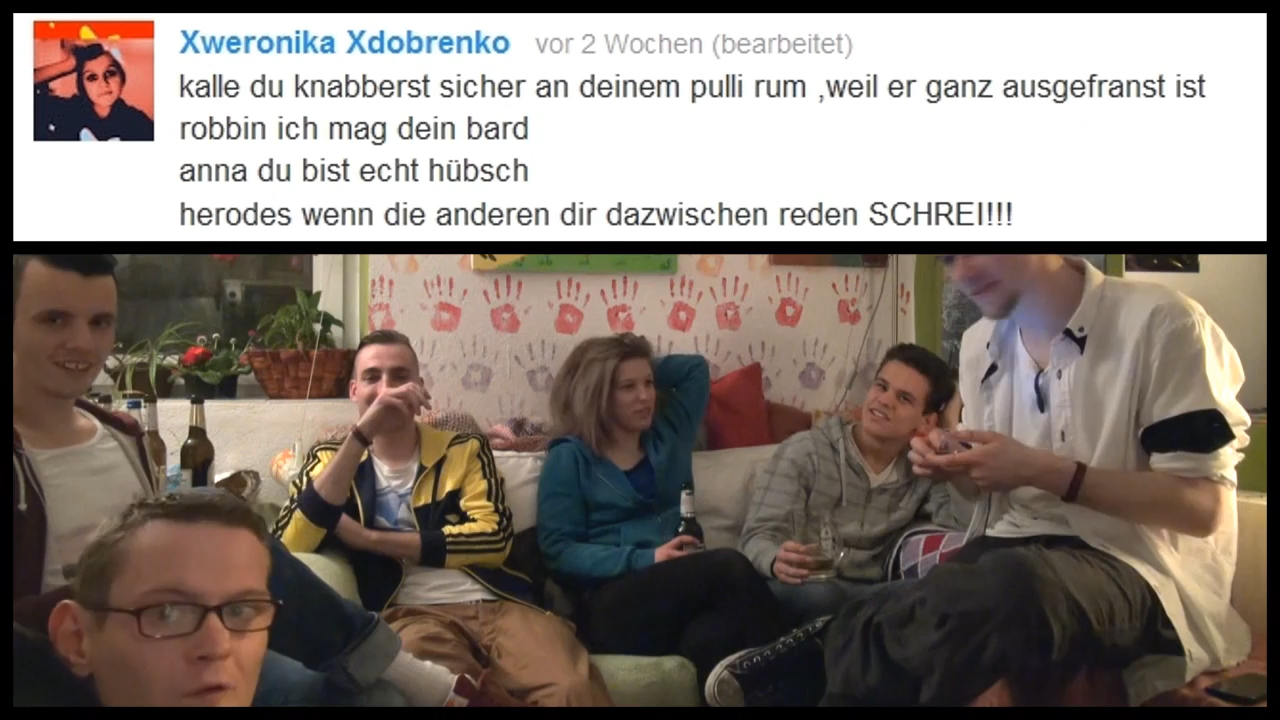 Xweronika Xdobrenko vor 2 Wochen (bearbeitet)
kalle du knabberst sicher an deinem pulli rum ,weil er ganz ausgefranst ist
robbin ich mag dein bard
anna du bist echt hübsch
herodes wenn die anderen dir dazwischen reden SCHREI!!!